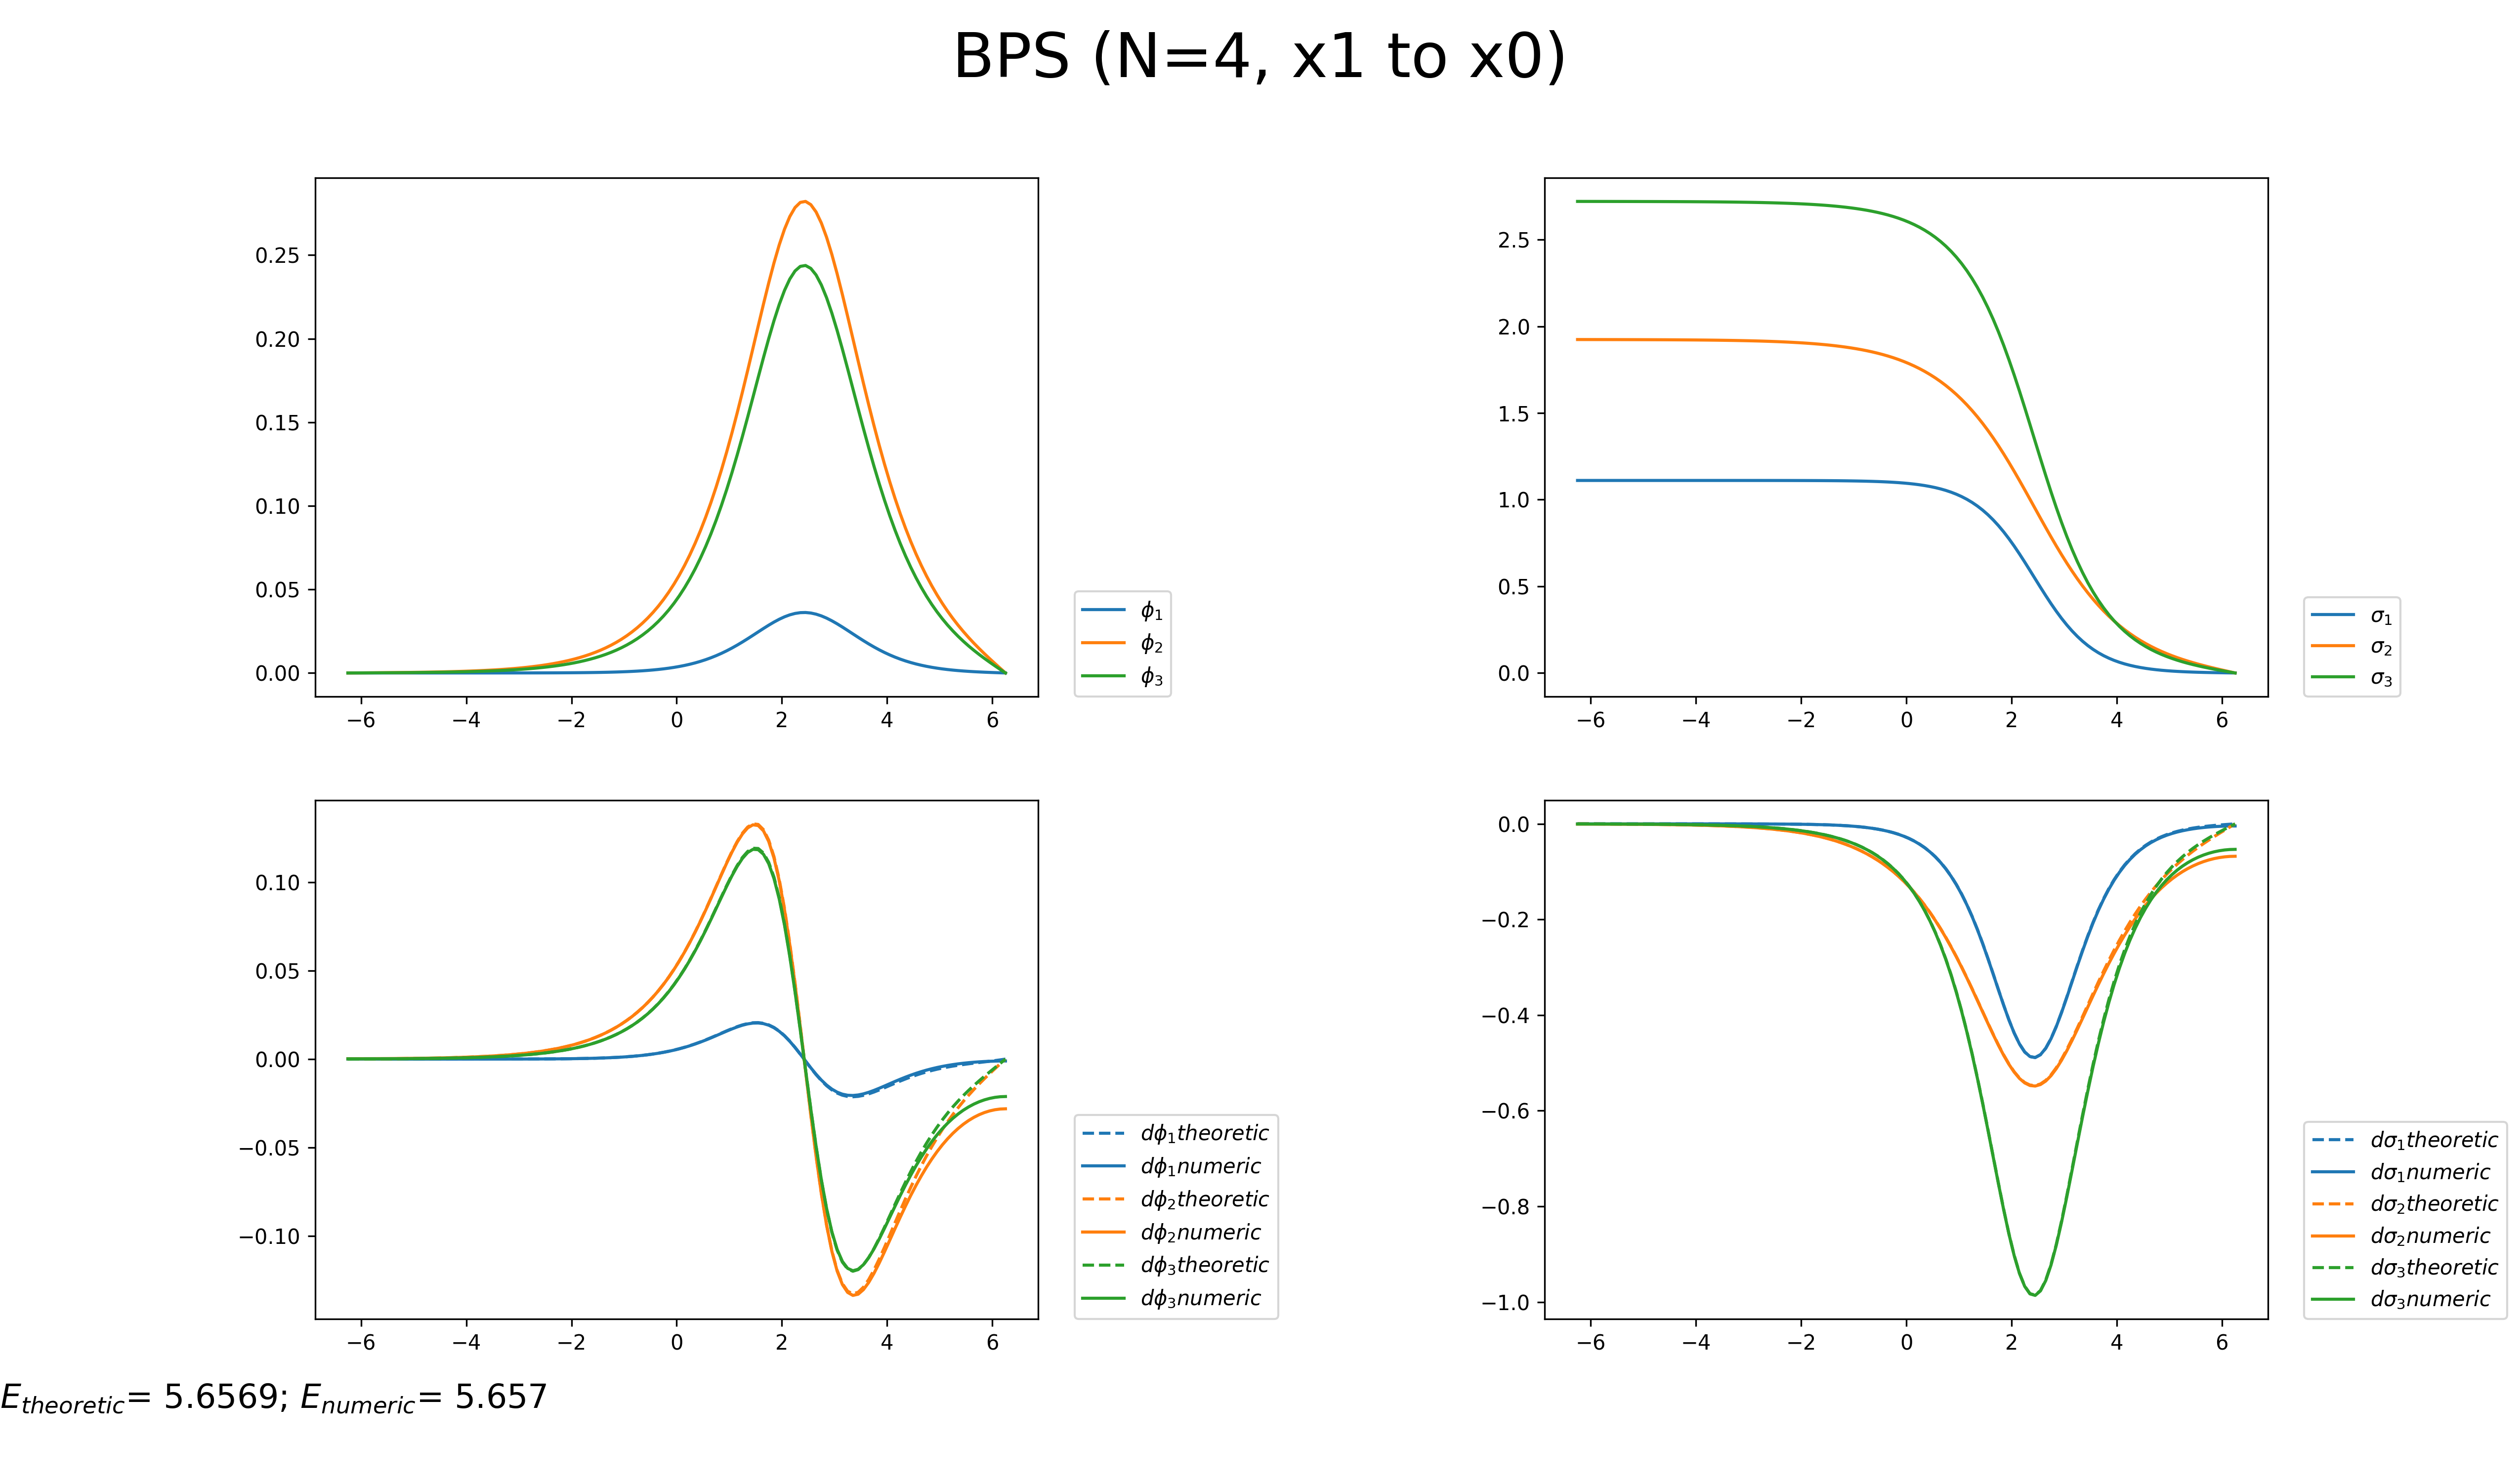 BPS (N=4, x1 to x0)
0.25
0.20
0.15
0.10
0.05
0.00
−6 −4 −2 0 2 4 6
ϕ₁
ϕ₂
ϕ₃
2.5
2.0
1.5
1.0
0.5
0.0
−6 −4 −2 0 2 4 6
σ₁
σ₂
σ₃
0.10
0.05
0.00
−0.05
−0.10
−6 −4 −2 0 2 4 6
dϕ₁theoretic
dϕ₁numeric
dϕ₂theoretic
dϕ₂numeric
dϕ₃theoretic
dϕ₃numeric
0.0
−0.2
−0.4
−0.6
−0.8
−1.0
−6 −4 −2 0 2 4 6
dσ₁theoretic
dσ₁numeric
dσ₂theoretic
dσ₂numeric
dσ₃theoretic
dσ₃numeric
E_theoretic= 5.6569; E_numeric= 5.657